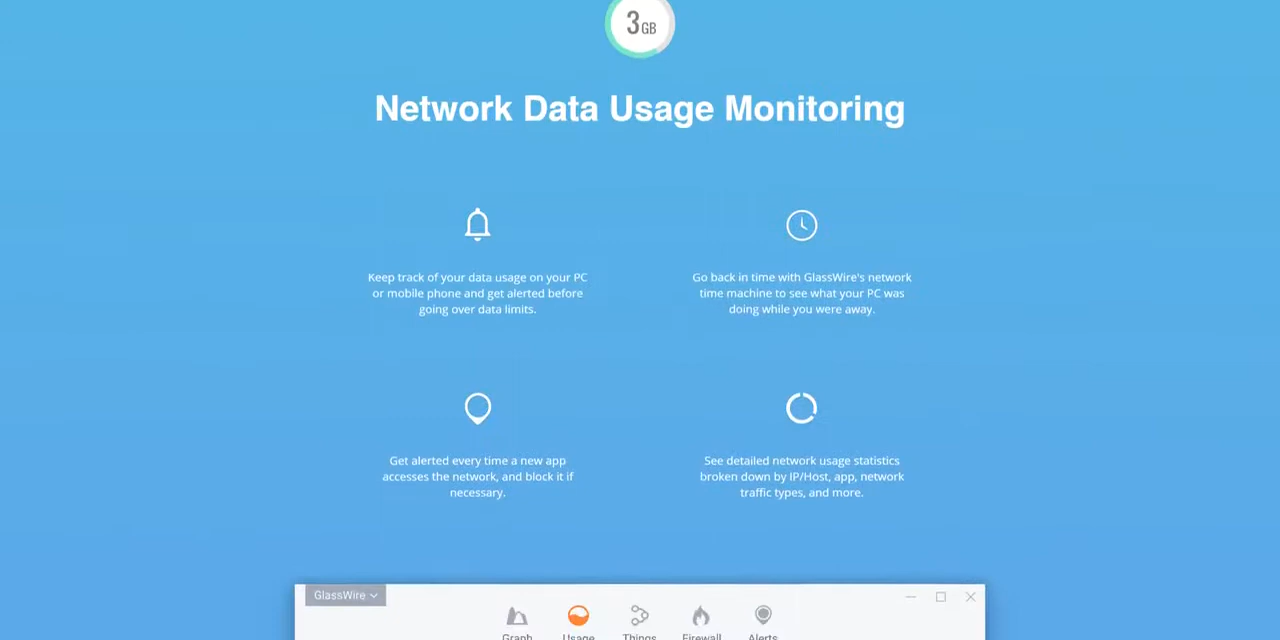 3 GB
Network Data Usage Monitoring
Keep track of your data usage on your PC
or mobile phone and get alerted before
going over data limits.
Go back in time with GlassWire's network
time machine to see what your PC was
doing while you were away.
Get alerted every time a new app
accesses the network, and block it if
necessary.
See detailed network usage statistics
broken down by IP/Host, app, network
traffic types, and more.
GlassWire
Graph Usage Things Firewall Alerts